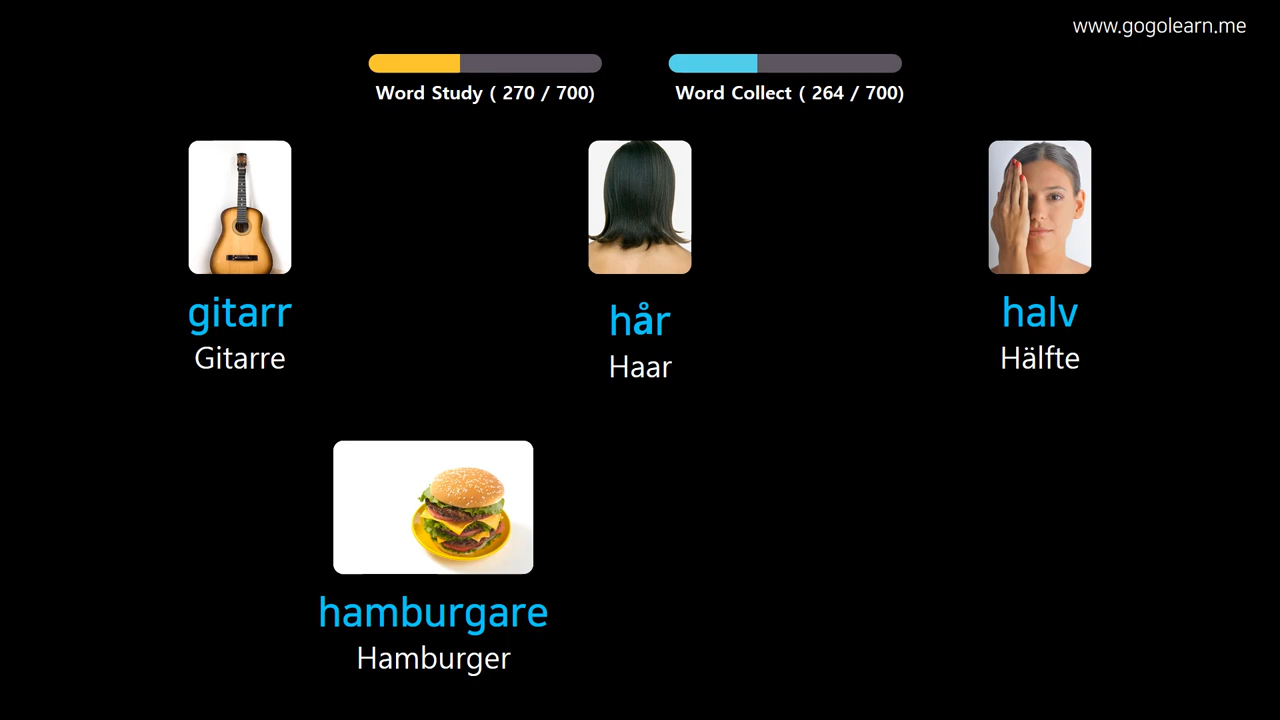 www.gogolearn.me
Word Study ( 270 / 700)
Word Collect ( 264 / 700)
gitarr
Gitarre
hår
Haar
halv
Hälfte
hamburgare
Hamburger